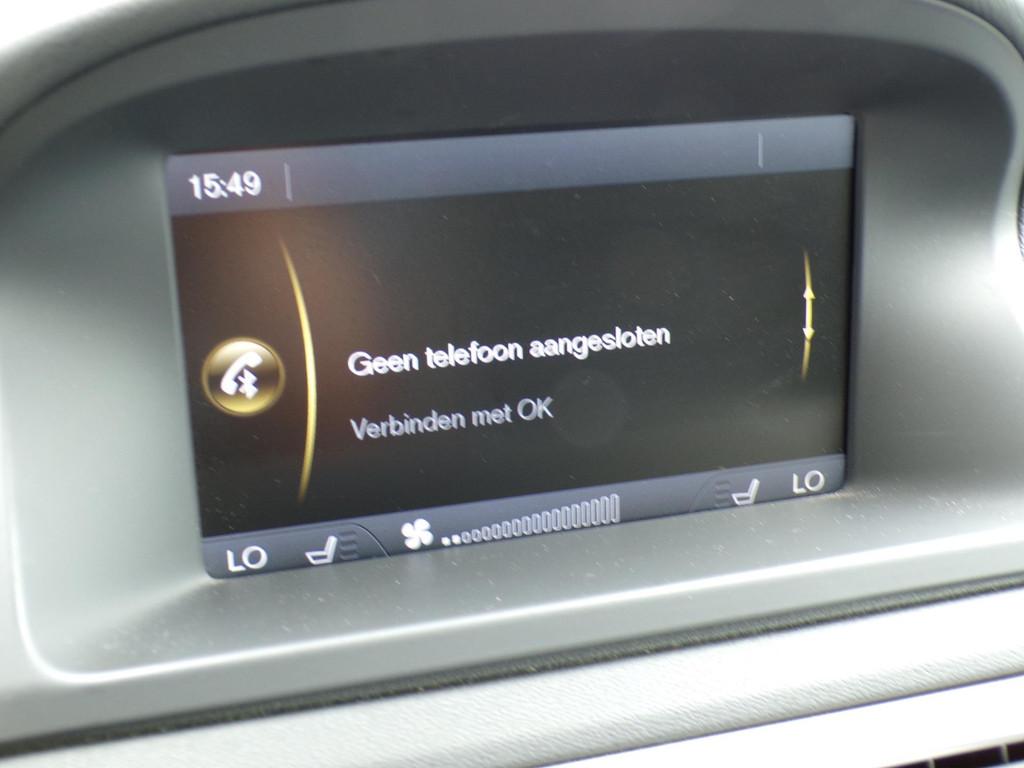 15:49
Geen telefoon aangesloten
Verbinden met OK
LO LO